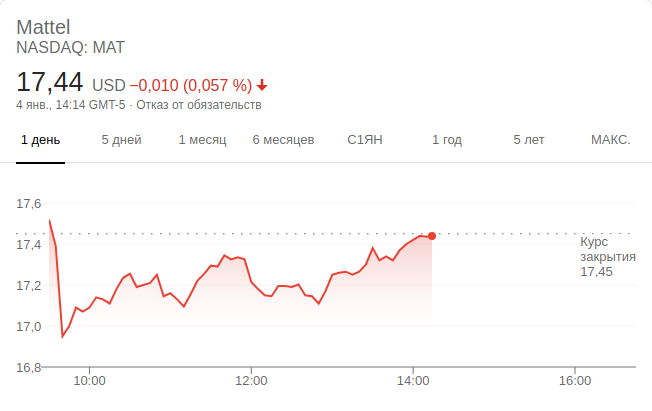 Mattel
NASDAQ: MAT
17,44 USD −0,010 (0,057 %)
4 янв., 14:14 GMT-5 · Отказ от обязательств
1 день 5 дней 1 месяц 6 месяцев С1ЯН 1 год 5 лет МАКС.
17,6
17,4
17,2
17,0
16,8
Курс
закрытия
17,45
10:00 12:00 14:00 16:00